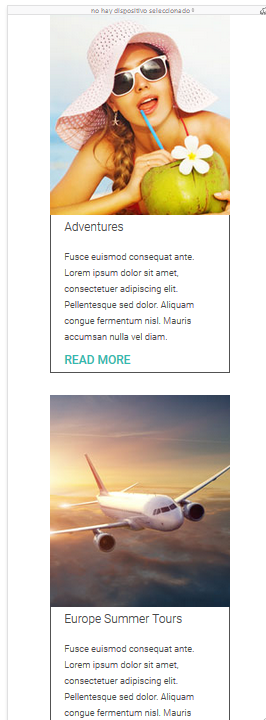 no hay dispositivo seleccionado
Adventures
Fusce euismod consequat ante.
Lorem ipsum dolor sit amet,
consectetuer adipiscing elit.
Pellentesque sed dolor. Aliquam
congue fermentum nisl. Mauris
accumsan nulla vel diam.
READ MORE
Europe Summer Tours
Fusce euismod consequat ante.
Lorem ipsum dolor sit amet,
consectetuer adipiscing elit.
Pellentesque sed dolor. Aliquam
congue fermentum nisl. Mauris